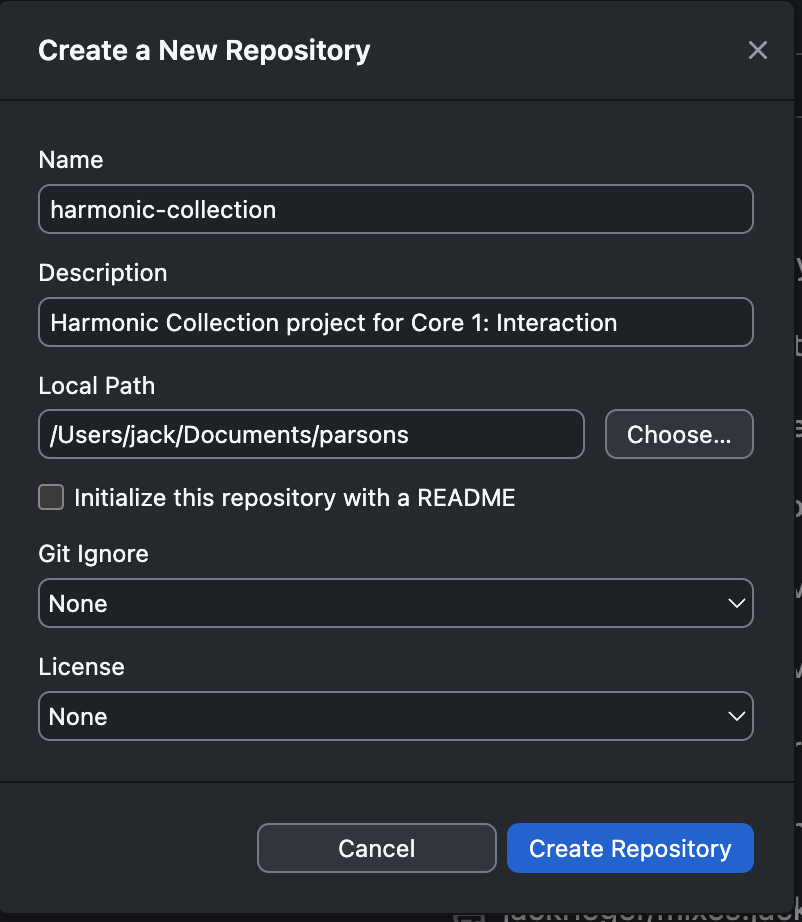 Create a New Repository
Name
harmonic-collection
Description
Harmonic Collection project for Core 1: Interaction
Local Path
/Users/jack/Documents/parsons
Choose...
Initialize this repository with a README
Git Ignore
None
License
None
Cancel
Create Repository